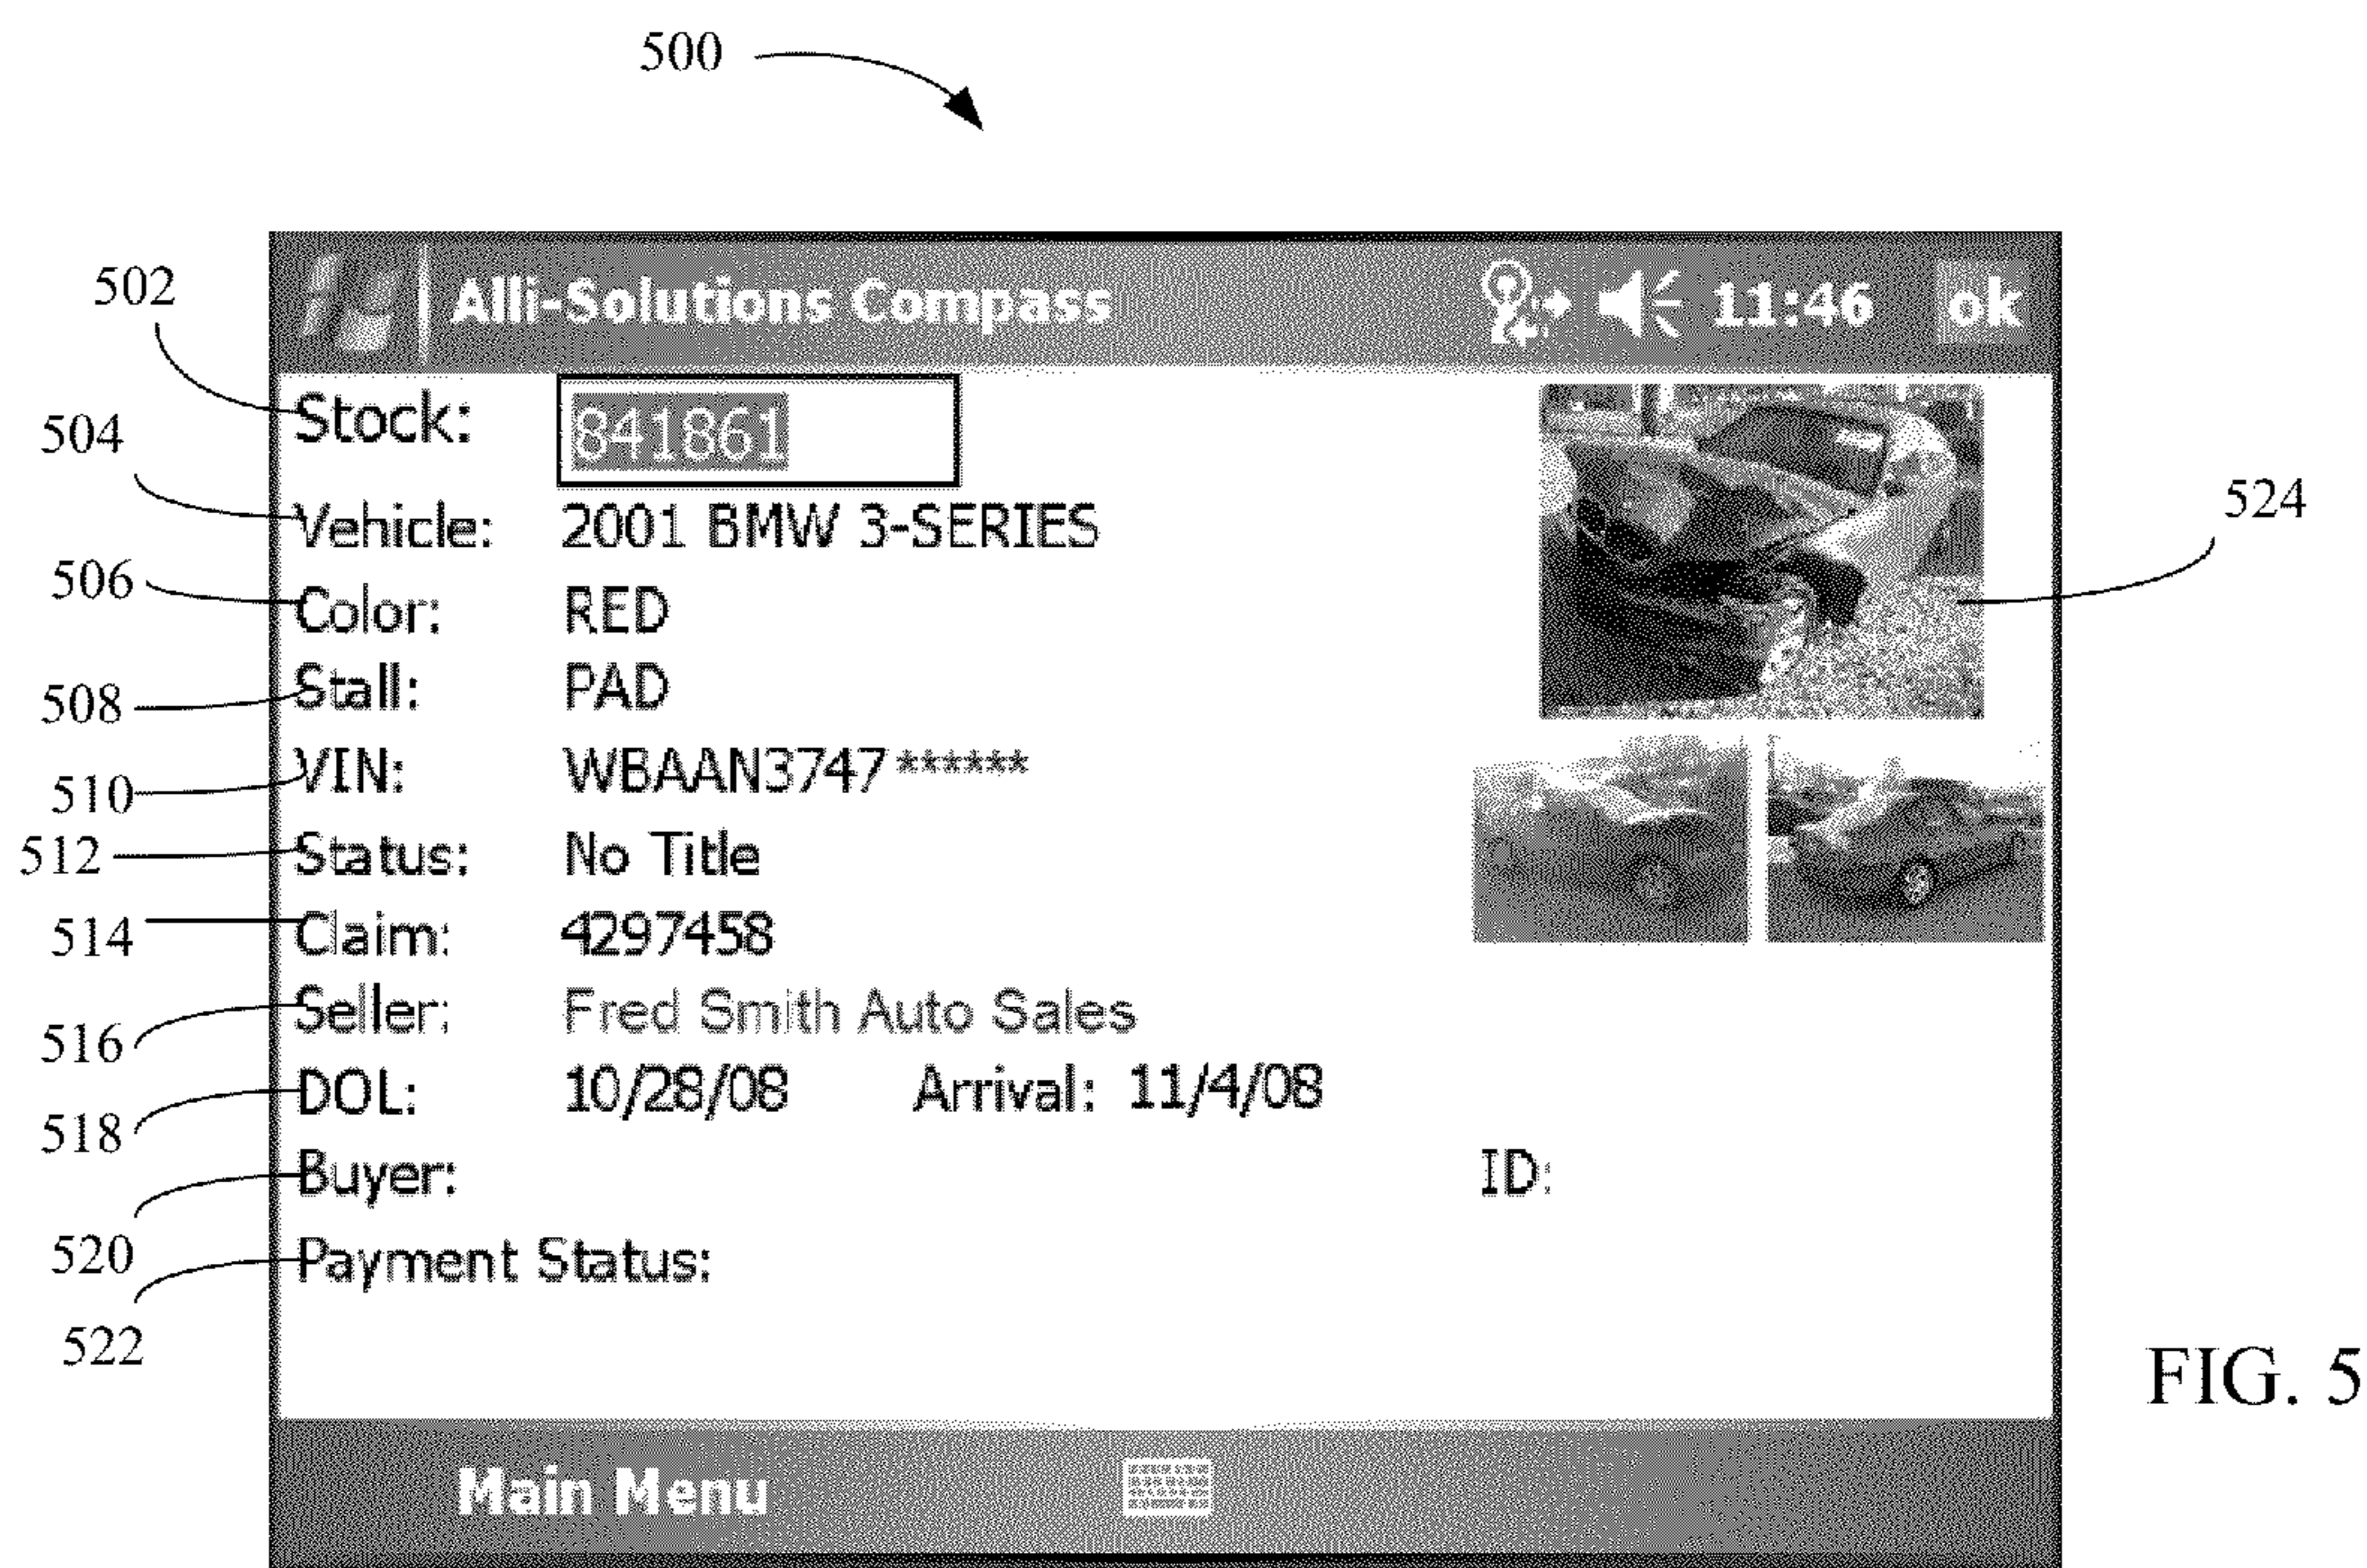 500
Alli-Solutions Compass 11:46 ok
502 Stock: 841861
504 Vehicle: 2001 BMW 3-SERIES
524
506 Color: RED
508 Stall: PAD
510 VIN: WBAAN3747******
512 Status: No Title
514 Claim: 4297458
516 Seller: Fred Smith Auto Sales
518 DOL: 10/28/08 Arrival: 11/4/08
520 Buyer: ID:
522 Payment Status:
FIG. 5
Main Menu